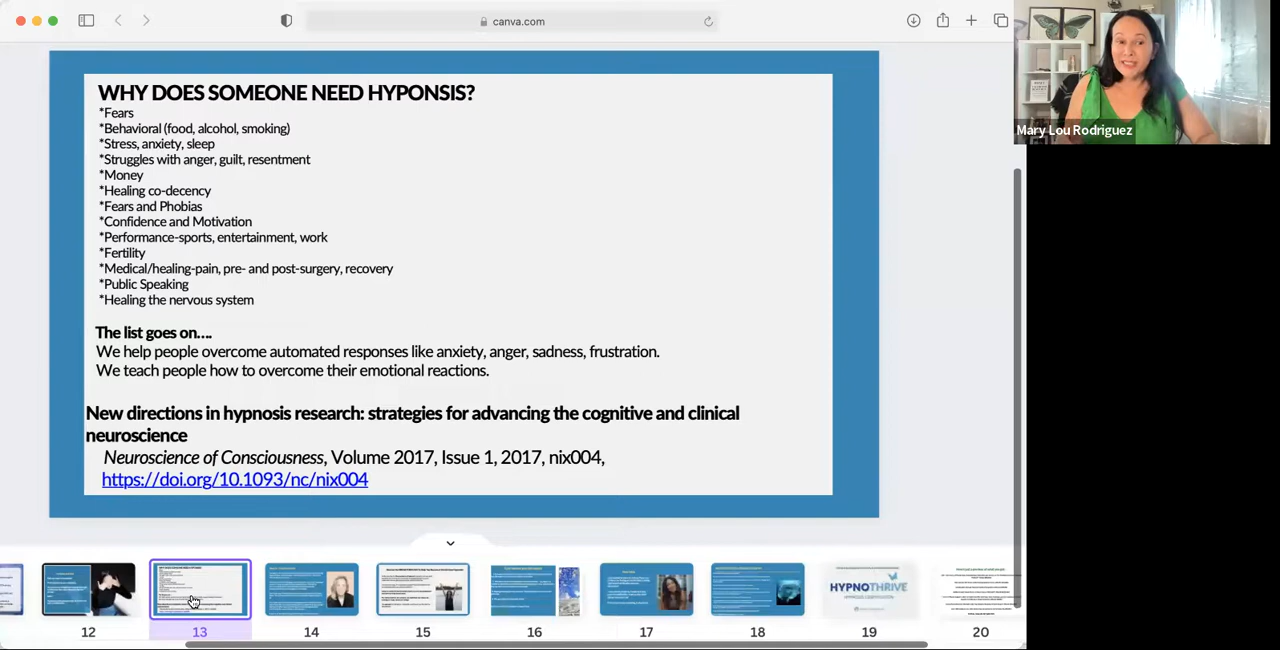 canva.com
Mary Lou Rodriguez
WHY DOES SOMEONE NEED HYPONSIS?
*Fears
*Behavioral (food, alcohol, smoking)
*Stress, anxiety, sleep
*Struggles with anger, guilt, resentment
*Money
*Healing co-decency
*Fears and Phobias
*Confidence and Motivation
*Performance-sports, entertainment, work
*Fertility
*Medical/healing-pain, pre- and post-surgery, recovery
*Public Speaking
*Healing the nervous system
The list goes on....
We help people overcome automated responses like anxiety, anger, sadness, frustration.
We teach people how to overcome their emotional reactions.
New directions in hypnosis research: strategies for advancing the cognitive and clinical
neuroscience
Neuroscience of Consciousness, Volume 2017, Issue 1, 2017, nix004,
https://doi.org/10.1093/nc/nix004
HYPNOTHRIVE
12 13 14 15 16 17 18 19 20